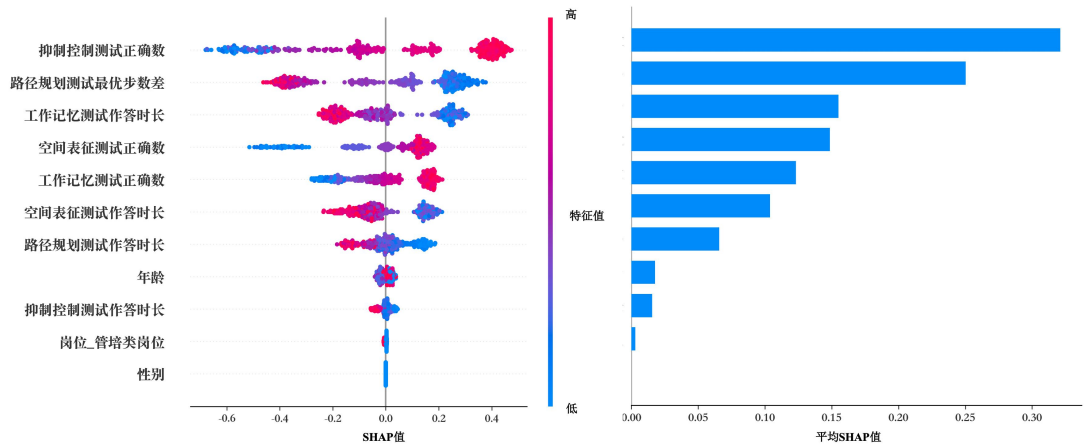 抑制控制测试正确数
路径规划测试最优步数差
工作记忆测试作答时长
空间表征测试正确数
工作记忆测试正确数
空间表征测试作答时长
路径规划测试作答时长
年龄
抑制控制测试作答时长
岗位_管培类岗位
性别
-0.6 -0.4 -0.2 0.0 0.2 0.4
SHAP值
高
特征值
低
0.00 0.05 0.10 0.15 0.20 0.25 0.30
平均SHAP值